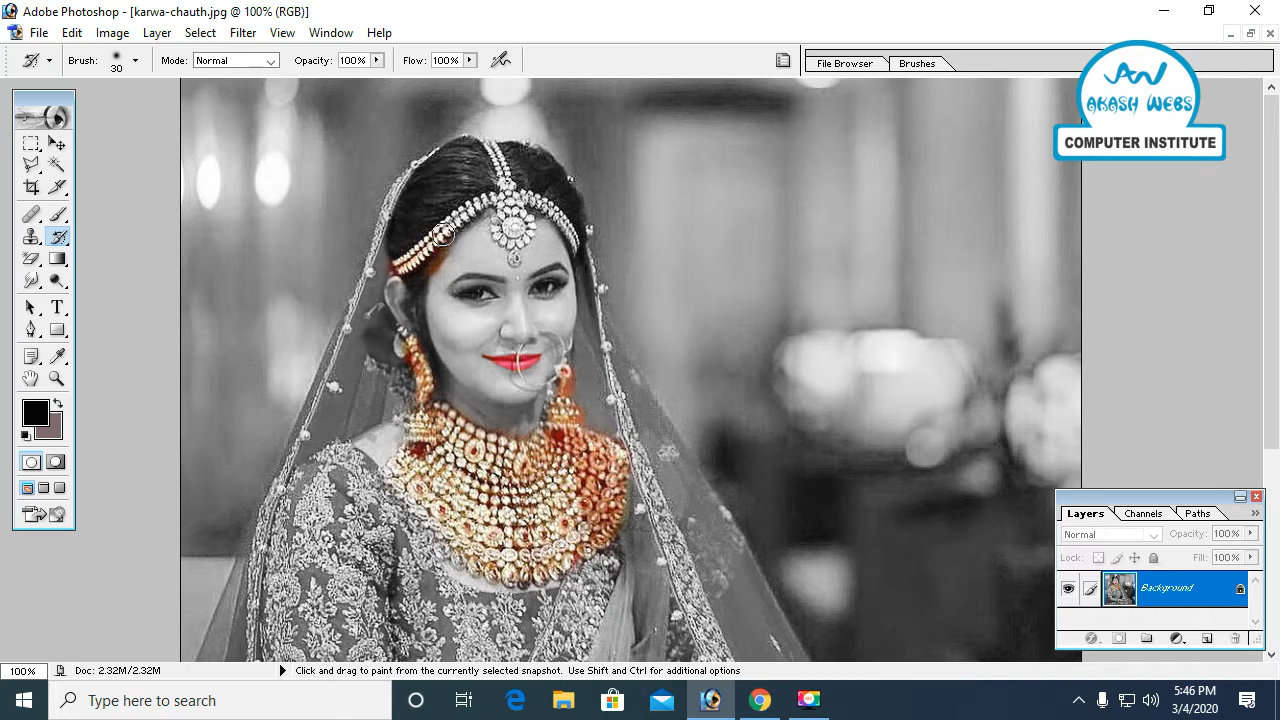 Adobe Photoshop - [karwa-chauth.jpg @ 100% (RGB)]
File Edit Image Layer Select Filter View Window Help
Brush: 30 Mode: Normal Opacity: 100% Flow: 100% File Browser Brushes
AW
AKASH WEBS
COMPUTER INSTITUTE
T
Layers Channels Paths
Normal Opacity: 100%
Lock: Fill: 100%
Background
100% Doc: 2.32M/2.32M Click and drag to paint from the currently selected snapshot. Use Shift and Ctrl for additional options
Type here to search
5:46 PM
3/4/2020